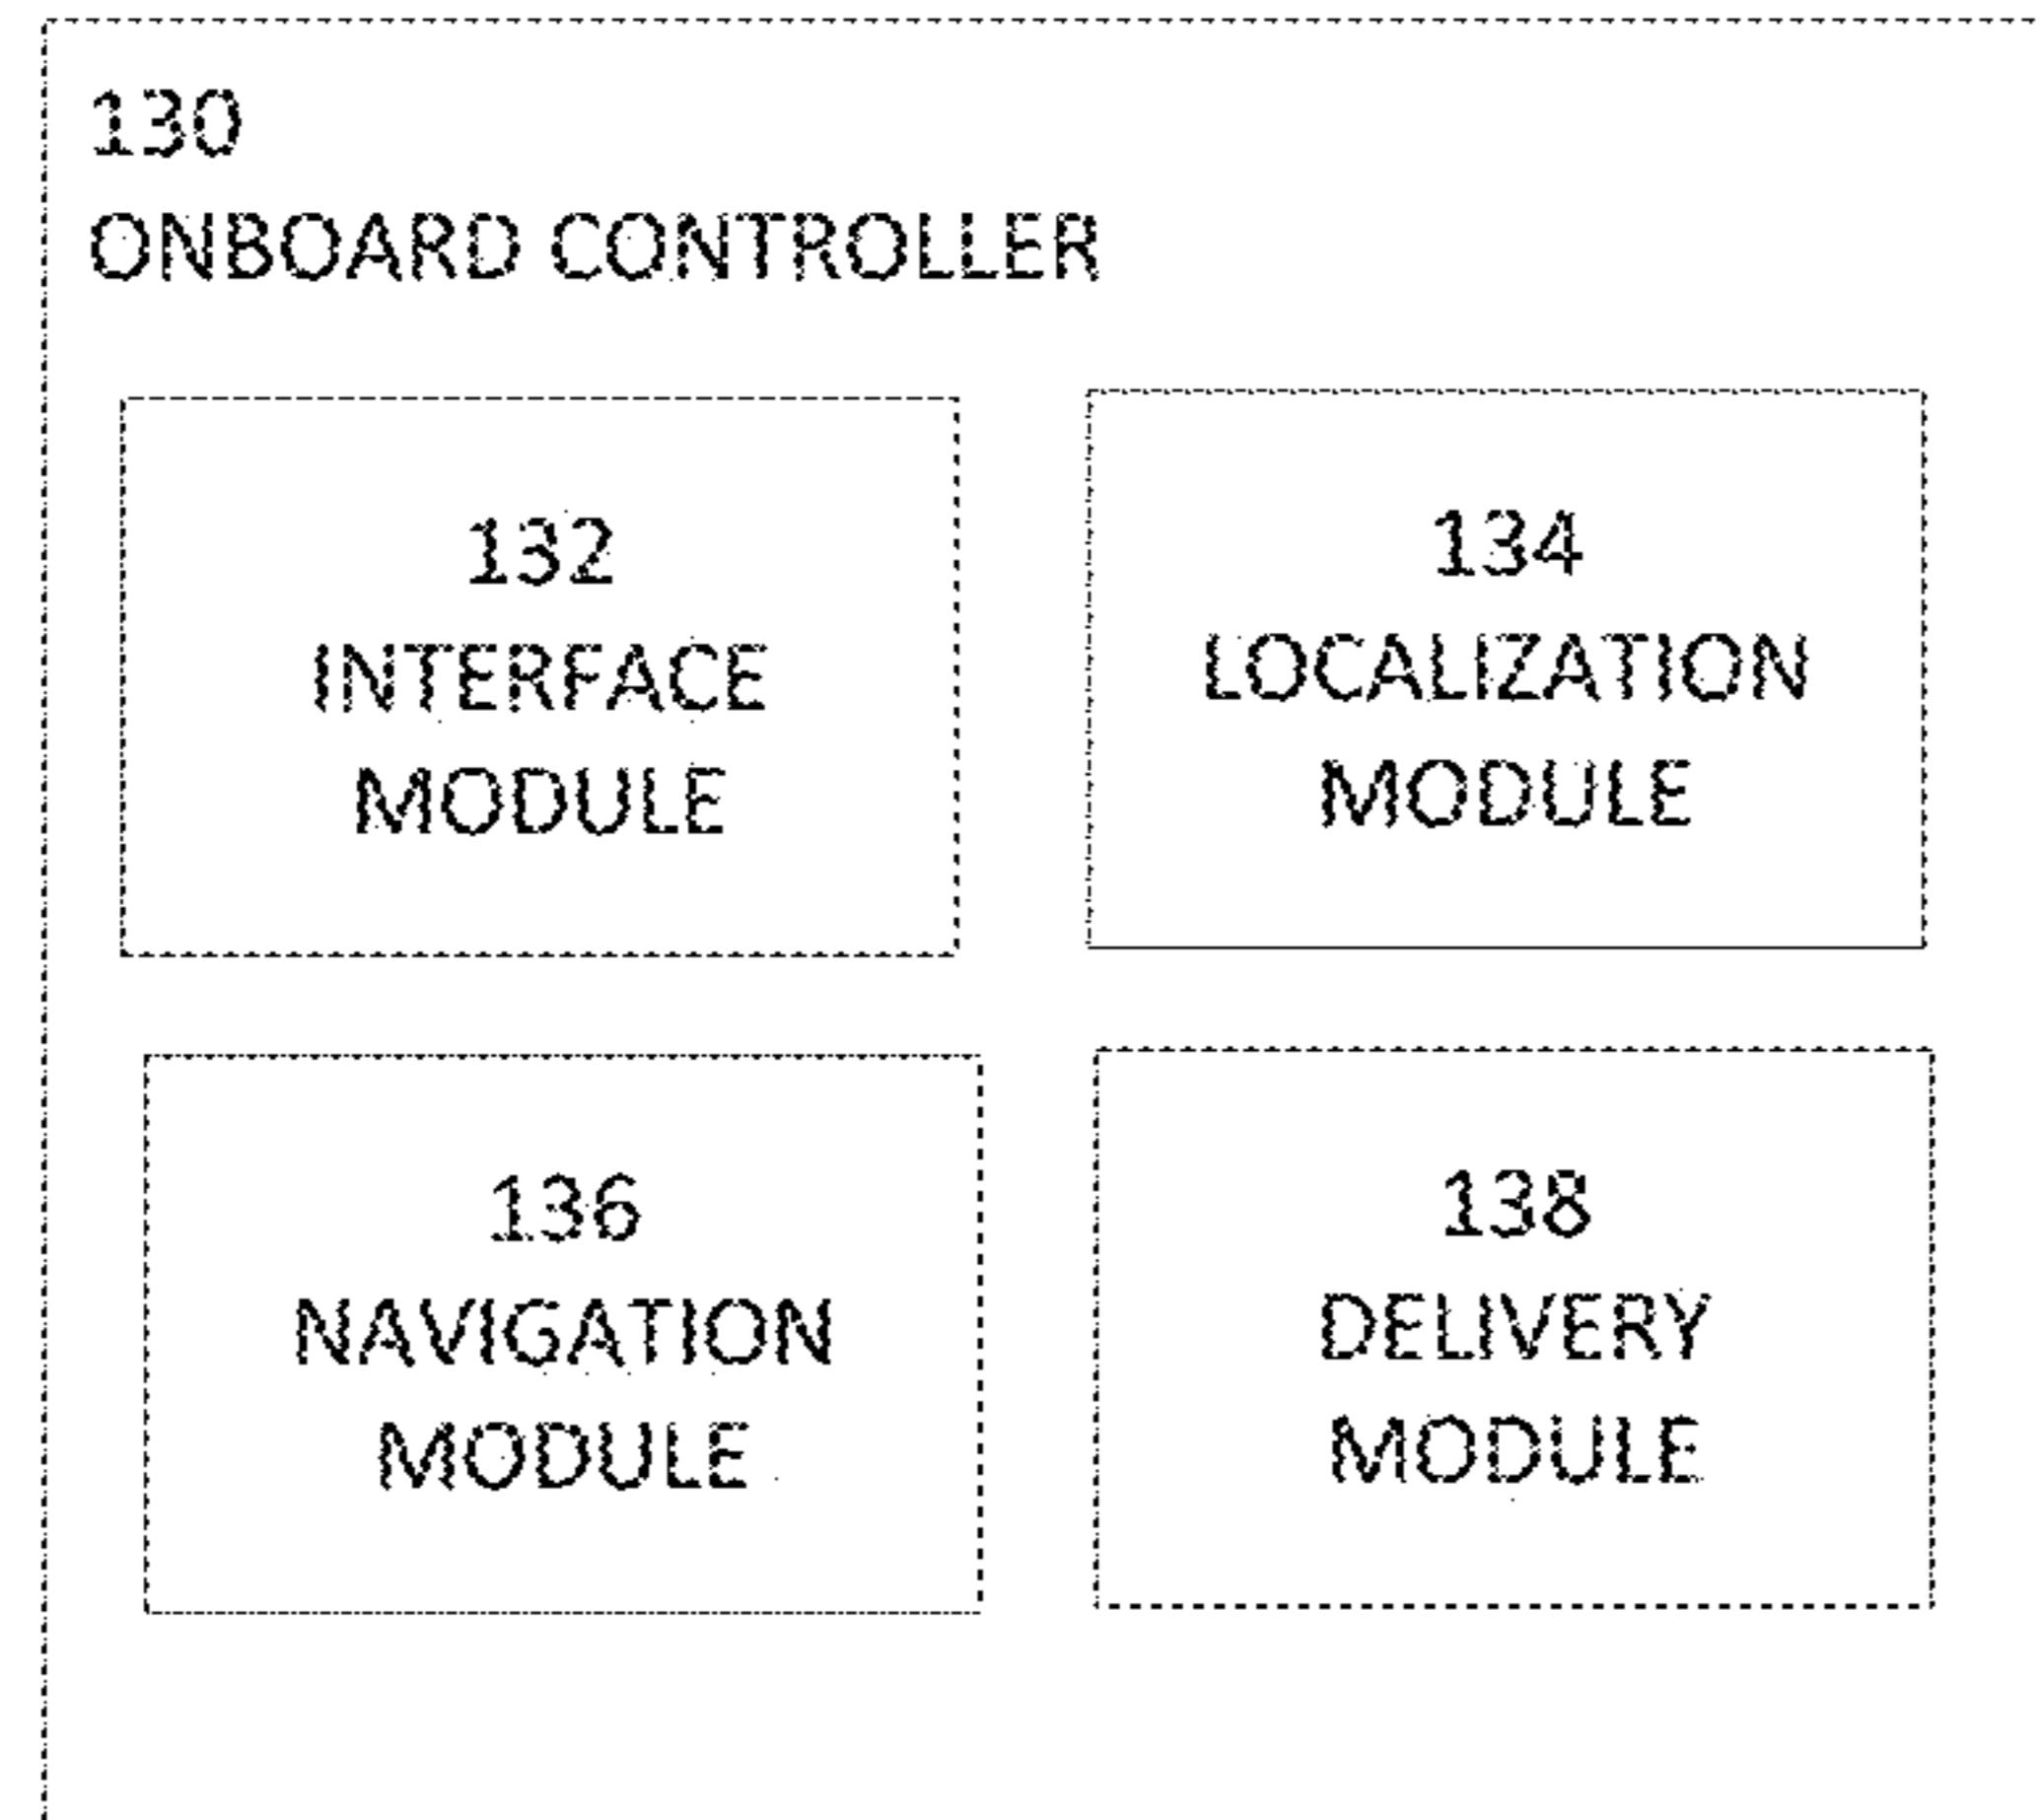 130
ONBOARD CONTROLLER
132
INTERFACE
MODULE
134
LOCALIZATION
MODULE
136
NAVIGATION
MODULE
138
DELIVERY
MODULE